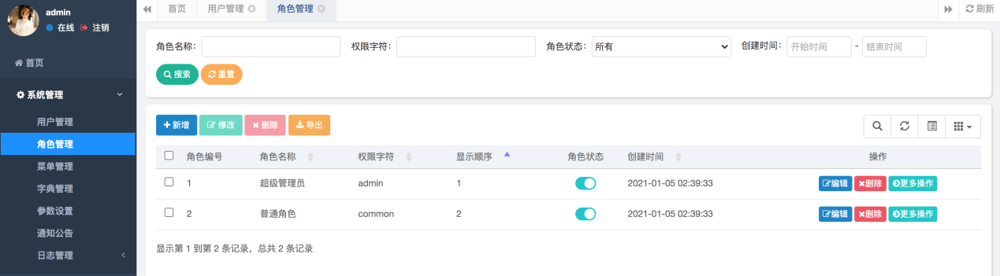 admin
在线 注销
首页
系统管理
用户管理
角色管理
菜单管理
字典管理
参数设置
通知公告
日志管理
首页 用户管理 角色管理 刷新
角色名称： 权限字符： 角色状态： 所有 创建时间： 开始时间 - 结束时间
搜索 重置
新增 修改 删除 导出
角色编号 角色名称 权限字符 显示顺序 角色状态 创建时间 操作
1 超级管理员 admin 1 2021-01-05 02:39:33 编辑 删除 更多操作
2 普通角色 common 2 2021-01-05 02:39:33 编辑 删除 更多操作
显示第 1 到第 2 条记录，总共 2 条记录